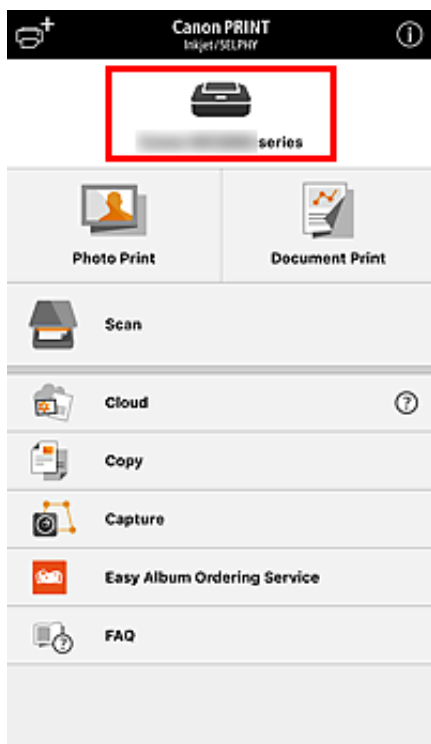 Canon PRINT
Inkjet/SELPHY
series
Photo Print
Document Print
Scan
Cloud
Copy
Capture
Easy Album Ordering Service
FAQ